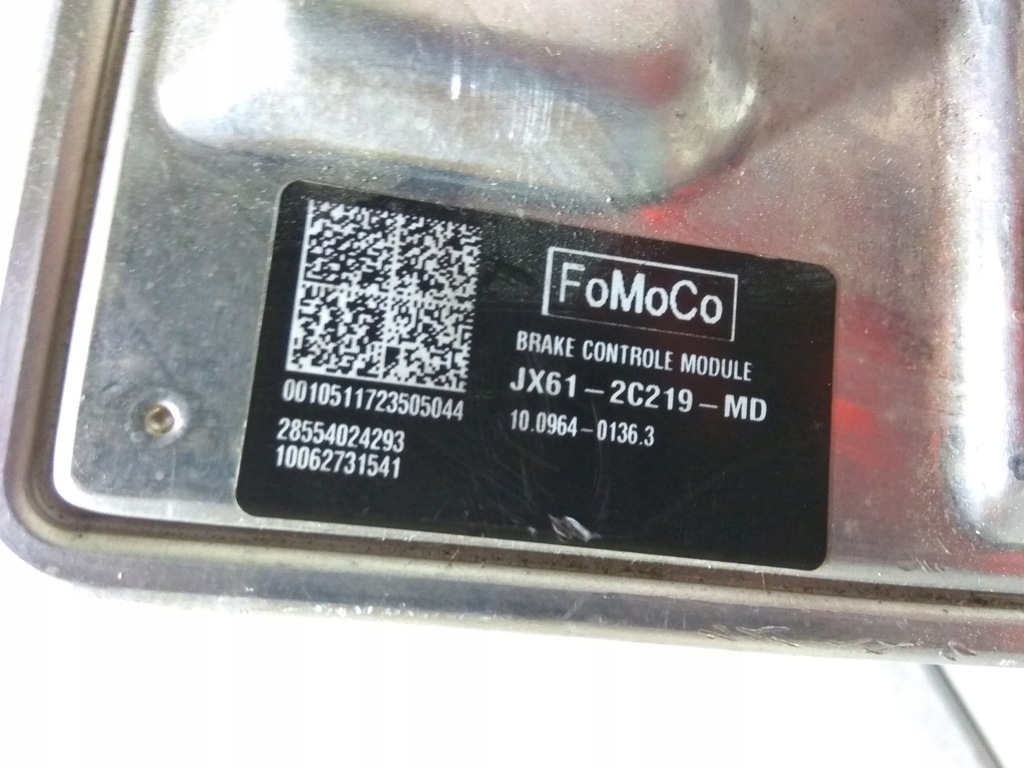 FoMoCo
BRAKE CONTROLE MODULE
JX61-2C219-MD
10.0964-0136.3
0010511723505044
28554024293
10062731541